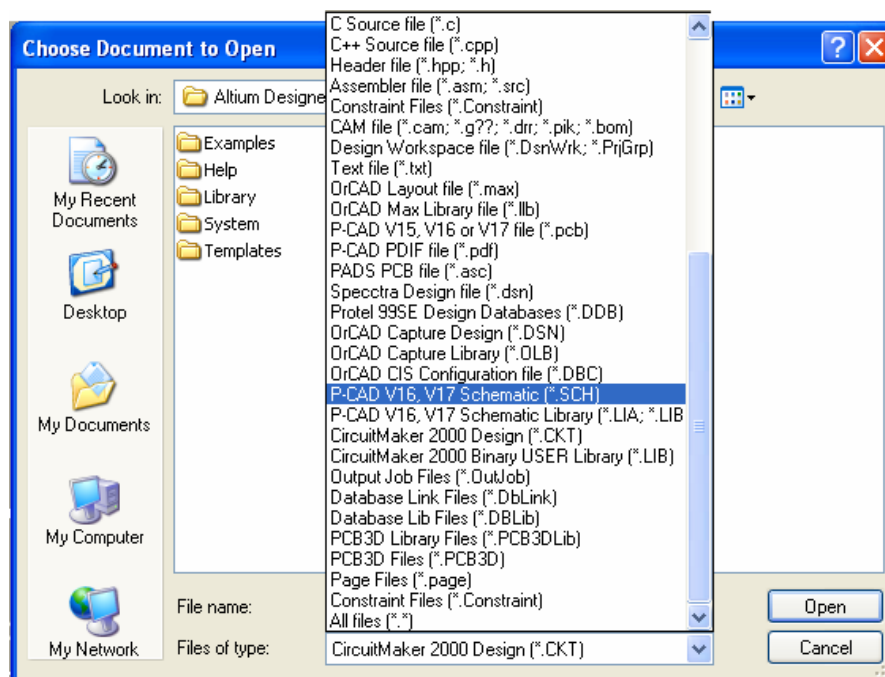 Choose Document to Open
Look in:
Altium Designe
My Recent
Documents
Desktop
My Documents
My Computer
My Network
Examples
Help
Library
System
Templates
C Source file (*.c)
C++ Source file (*.cpp)
Header file (*.hpp; *.h)
Assembler file (*.asm; *.src)
Constraint Files (*.Constraint)
CAM file (*.cam; *.g??; *.drr; *.pik; *.bom)
Design Workspace file (*.DsnWrk; *.PrjGrp)
Text file (*.txt)
OrCAD Layout file (*.max)
OrCAD Max Library file (*.llb)
P-CAD V15, V16 or V17 file (*.pcb)
P-CAD PDIF file (*.pdf)
PADS PCB file (*.asc)
Specctra Design file (*.dsn)
Protel 99SE Design Databases (*.DDB)
OrCAD Capture Design (*.DSN)
OrCAD Capture Library (*.OLB)
OrCAD CIS Configuration file (*.DBC)
P-CAD V16, V17 Schematic (*.SCH)
P-CAD V16, V17 Schematic Library (*.LIA; *.LIB
CircuitMaker 2000 Design (*.CKT)
CircuitMaker 2000 Binary USER Library (*.LIB)
Output Job Files (*.OutJob)
Database Link Files (*.DbLink)
Database Lib Files (*.DBLib)
PCB3D Library Files (*.PCB3DLib)
PCB3D Files (*.PCB3D)
Page Files (*.page)
Constraint Files (*.Constraint)
All files (*.*)
File name:
Open
Files of type:
CircuitMaker 2000 Design (*.CKT)
Cancel